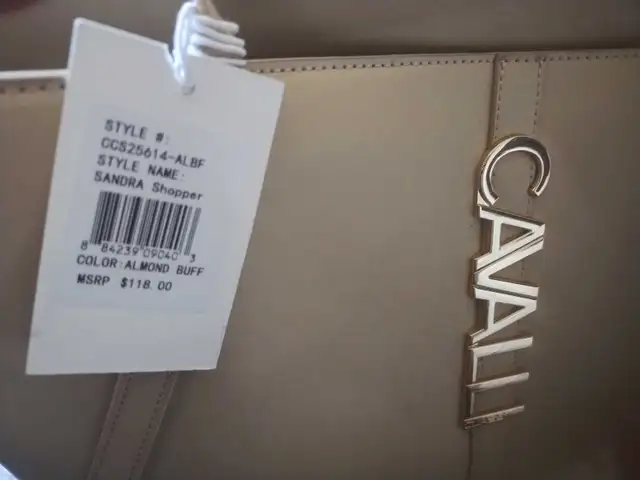 STYLE #:
CCS25614-ALBF
STYLE NAME:
SANDRA Shopper
8 84239 09040 3
COLOR:ALMOND BUFF
MSRP $118.00
CAVALLI